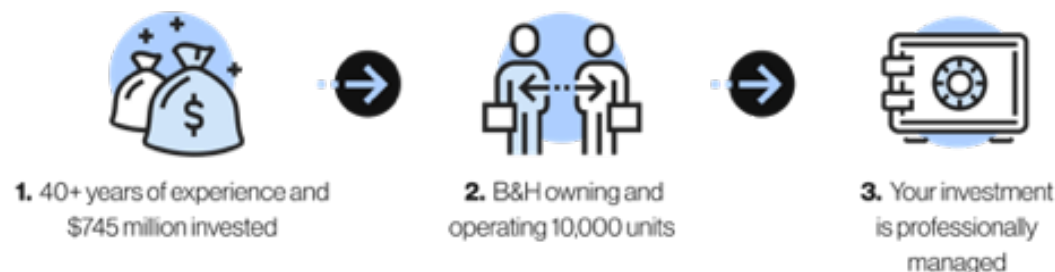 $
1. 40+ years of experience and
$745 million invested
2. B&H owning and
operating 10,000 units
3. Your investment
is professionally
managed